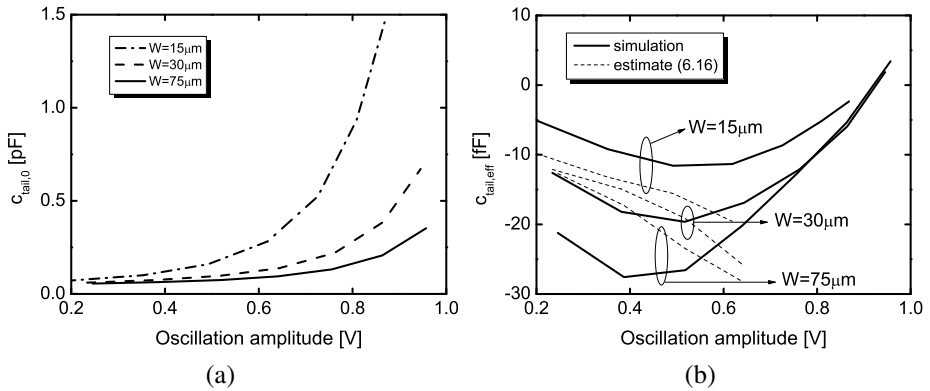 1.5
1.0
0.5
0.0
c_tail,0 [pF]
W=15μm
W=30μm
W=75μm
0.2 0.4 0.6 0.8 1.0
Oscillation amplitude [V]
(a)
10
0
-10
-20
-30
c_tail,eff [fF]
simulation
estimate (6.16)
W=15μm
W=30μm
W=75μm
0.2 0.4 0.6 0.8 1.0
Oscillation amplitude [V]
(b)